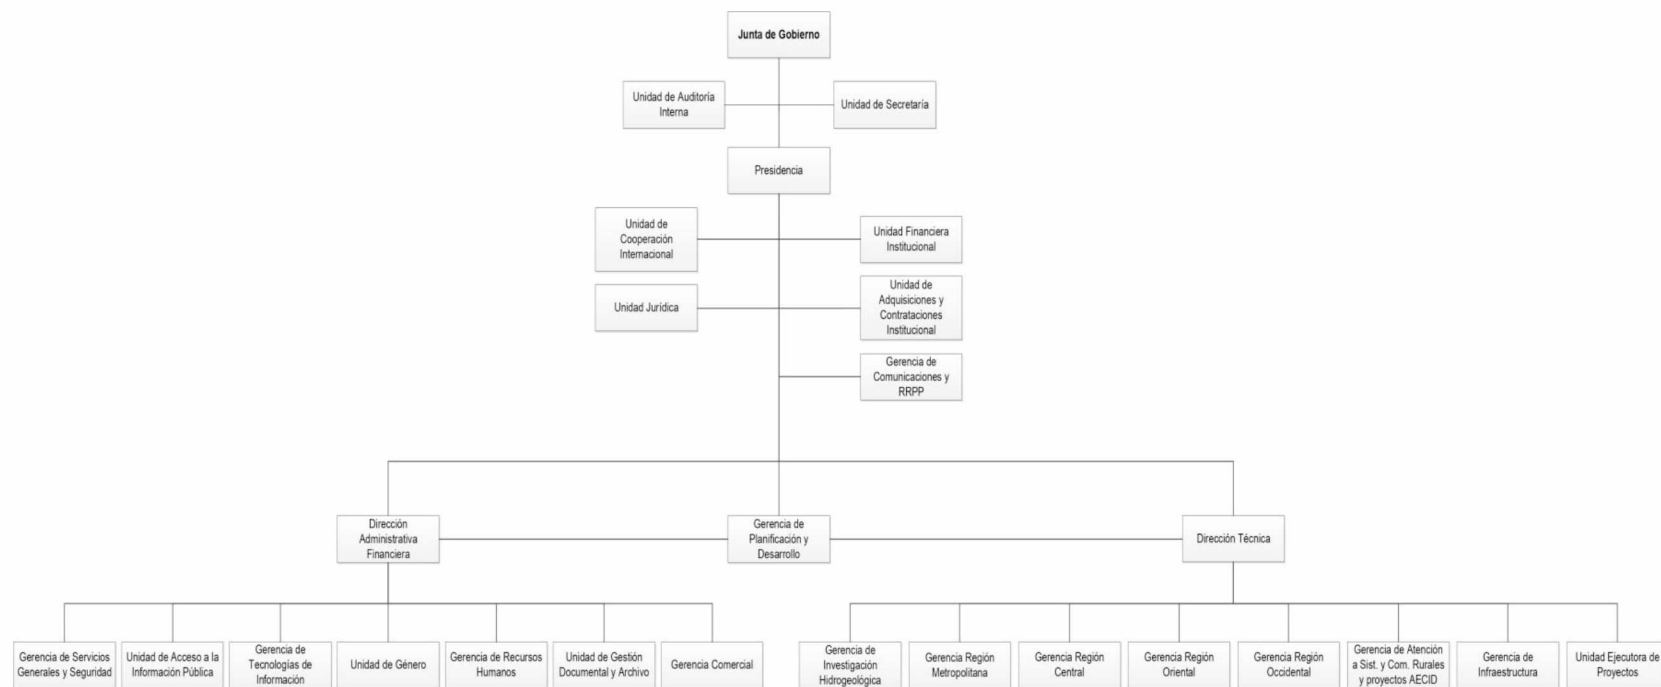 Junta de Gobierno
Unidad de Auditoría
Interna
Unidad de Secretaría
Presidencia
Unidad de
Cooperación
Internacional
Unidad Financiera
Institucional
Unidad Jurídica
Unidad de
Adquisiciones y
Contrataciones
Institucional
Gerencia de
Comunicaciones y
RRPP
Dirección
Administrativa
Financiera
Gerencia de
Planificación y
Desarrollo
Dirección Técnica
Gerencia de Servicios
Generales y Seguridad
Unidad de Acceso a la
Información Pública
Gerencia de
Tecnologías de
Información
Unidad de Género
Gerencia de Recursos
Humanos
Unidad de Gestión
Documental y Archivo
Gerencia Comercial
Gerencia de
Investigación
Hidrogeológica
Gerencia Región
Metropolitana
Gerencia Región
Central
Gerencia Región
Oriental
Gerencia Región
Occidental
Gerencia de Atención
a Sist. y Com. Rurales
y proyectos AECID
Gerencia de
Infraestructura
Unidad Ejecutora de
Proyectos